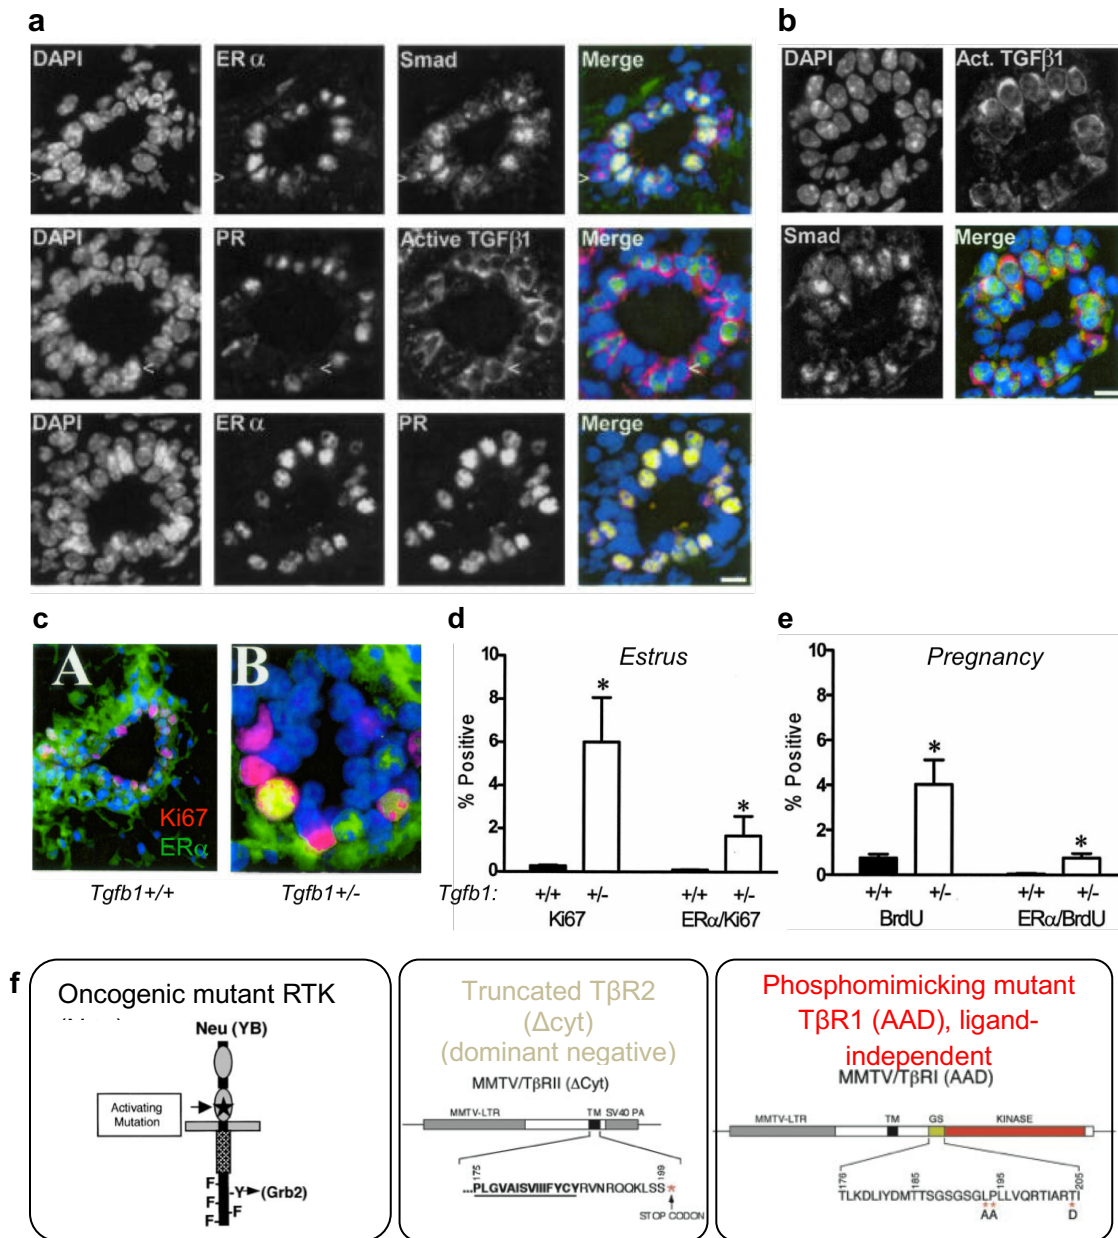 a
b
DAPI
ER α
Smad
Merge
>
>
>
DAPI
Act. TGFβ1
Smad
Merge
DAPI
PR
Active TGFβ1
Merge
<
<
<
<
DAPI
ER α
PR
Merge
c
d
e
A
B
Ki67
ERα
Tgfb1+/+
Tgfb1+/-
Estrus
% Positive
10
8
6
4
2
0
*
*
Tgfb1:
+/+
+/-
+/+
+/-
Ki67
ERα/Ki67
Pregnancy
% Positive
10
8
6
4
2
0
*
*
+/+
+/-
+/+
+/-
BrdU
ERα/BrdU
f
Oncogenic mutant RTK
Neu (YB)
Activating
Mutation
F
F
F
Y
(Grb2)
F
Truncated TβR2
(Δcyt)
(dominant negative)
MMTV/TβRII (ΔCyt)
MMTV-LTR
TM
SV40 PA
175
199
...PLGVAISVIIIFYCYRVNRQQKLSS*
STOP CODON
Phosphomimicking mutant
TβR1 (AAD), ligand-
independent
MMTV/TβRI (AAD)
MMTV-LTR
TM
GS
KINASE
176
185
195
205
TLKDLIYDMTTSGSGSGLPLLVQRTIARTI
**
*
AA
D